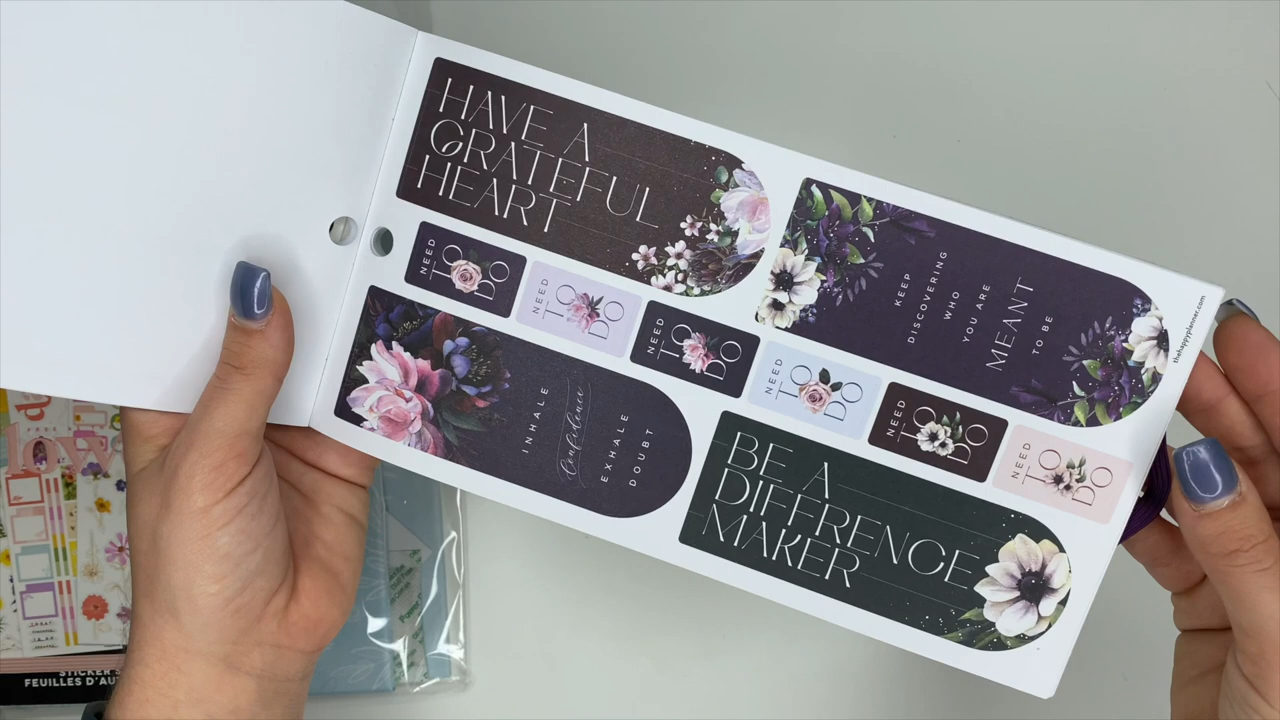 HAVE A
GRATEFUL
HEART
NEED
TO
DO
NEED
TO
DO
NEED
TO
DO
NEED
TO
DO
NEED
TO
DO
NEED
TO
DO
KEEP
DISCOVERING
WHO
YOU ARE
MEANT
TO BE
thehappyplanner.com
INHALE
Confidence
EXHALE
DOUBT
BE A
DIFFRENCE
MAKER
STICKER S
FEUILLES D'AU